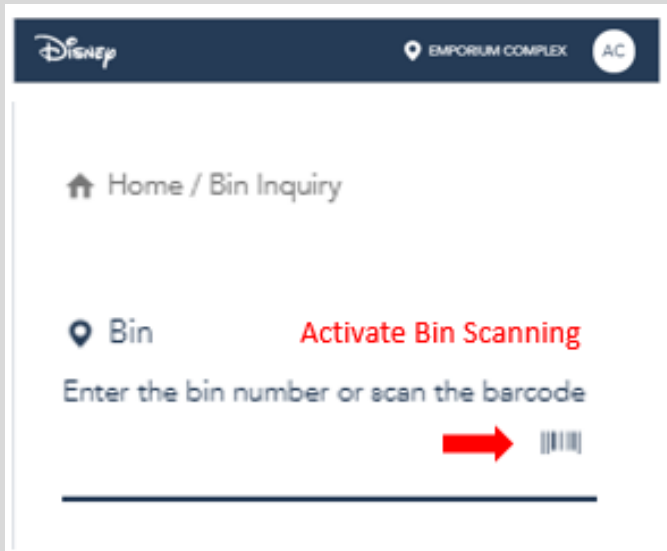 Disney EMPORIUM COMPLEX AC
Home / Bin Inquiry
Bin Activate Bin Scanning
Enter the bin number or scan the barcode